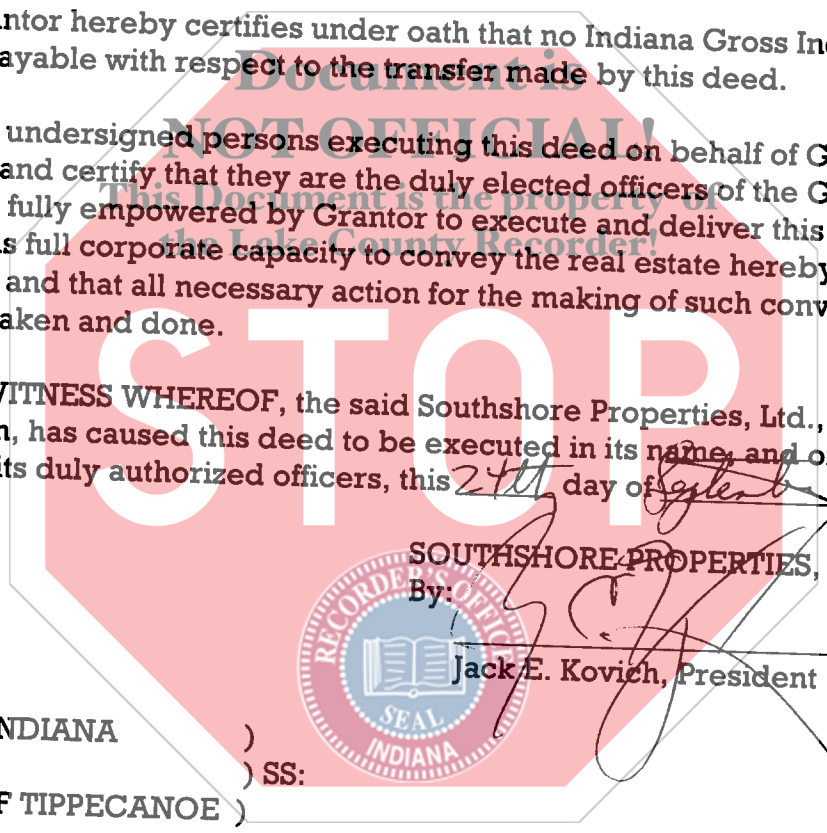 ntor hereby certifies under oath that no Indiana Gross In
ayable with respect to the transfer made by this deed.
Document is
NOT OFFICIAL!
This Document is the property of
the Lake County Recorder!
undersigned persons executing this deed on behalf of G
and certify that they are the duly elected officers of the G
fully empowered by Grantor to execute and deliver this
s full corporate capacity to convey the real estate hereby
and that all necessary action for the making of such conv
aken and done.
STOP
ITNESS WHEREOF, the said Southshore Properties, Ltd.,
n, has caused this deed to be executed in its name, and o
its duly authorized officers, this 24th day of Septemb
SOUTHSHORE PROPERTIES,
By:
Jack E. Kovich, President
RECORDER'S OFFICE
SEAL
INDIANA
NDIANA )
) SS:
F TIPPECANOE )